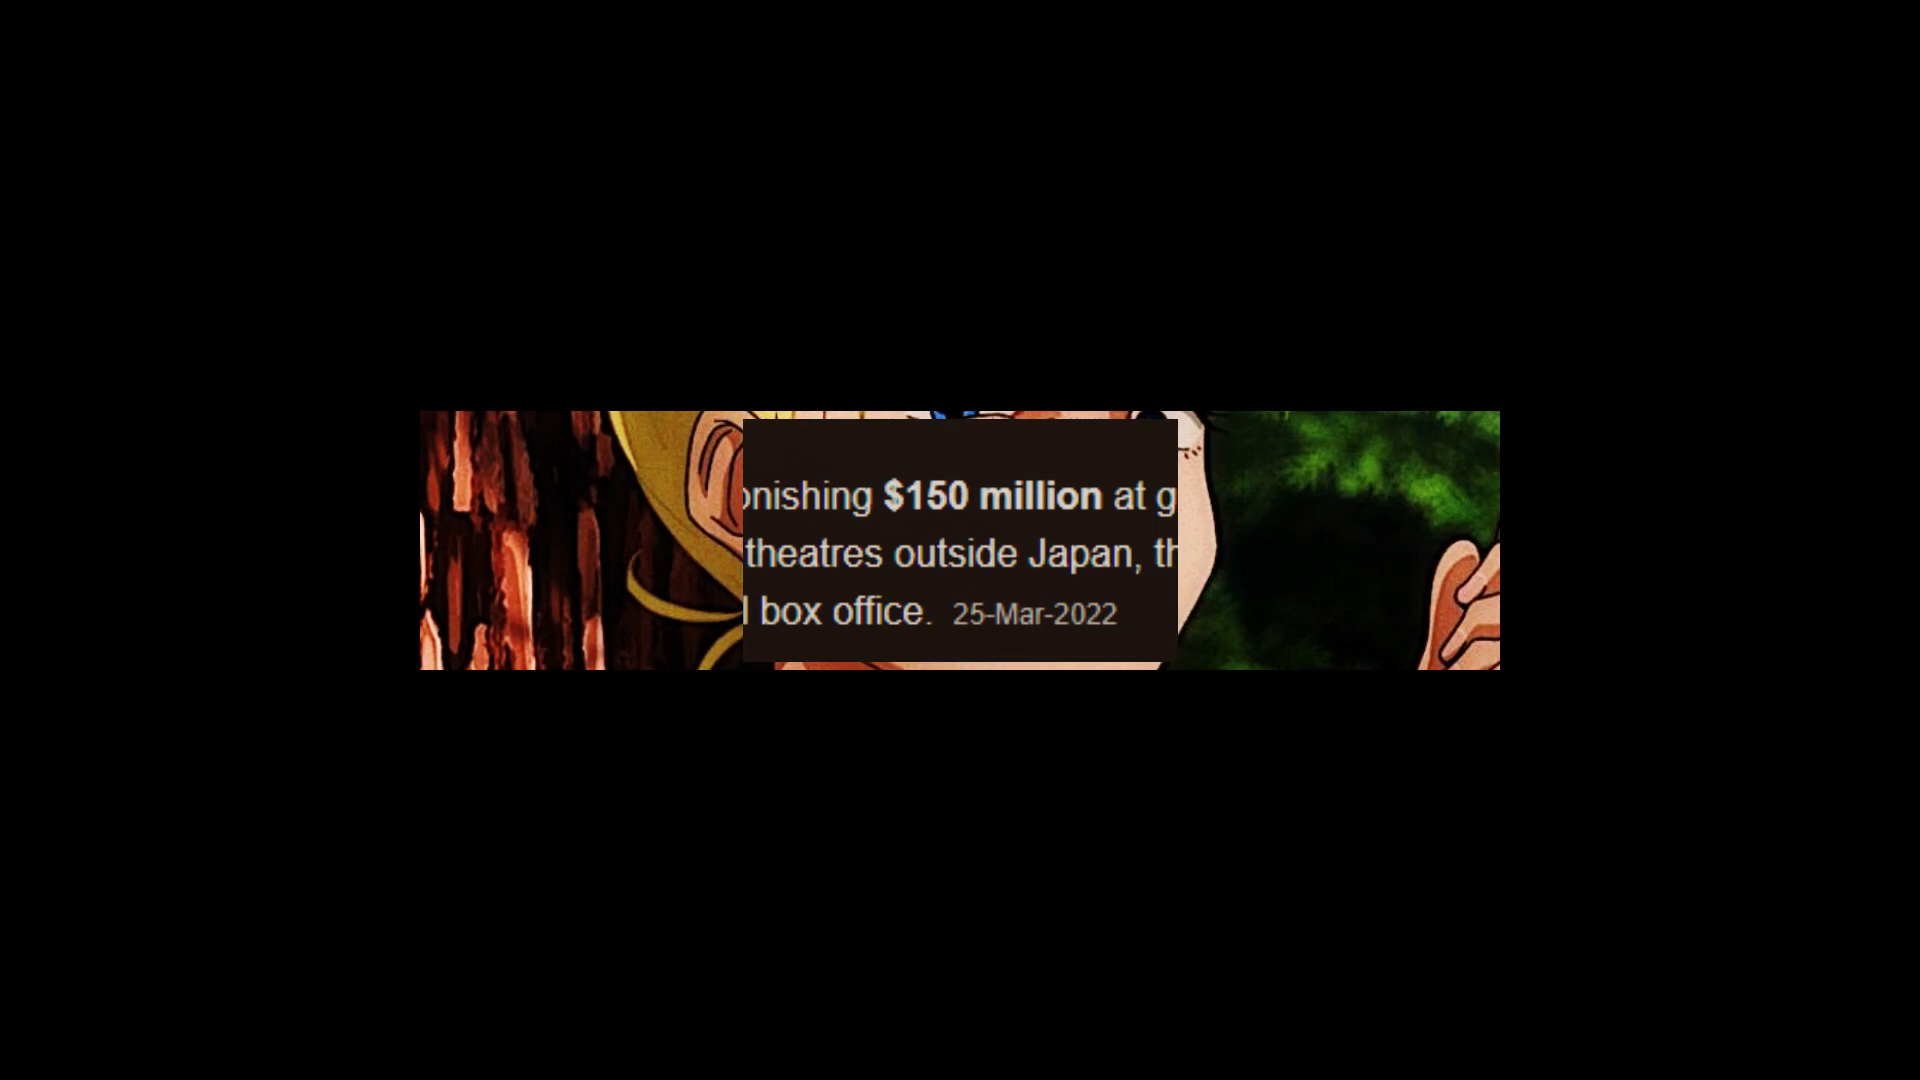 onishing $150 million at g
theatres outside Japan, th
l box office. 25-Mar-2022